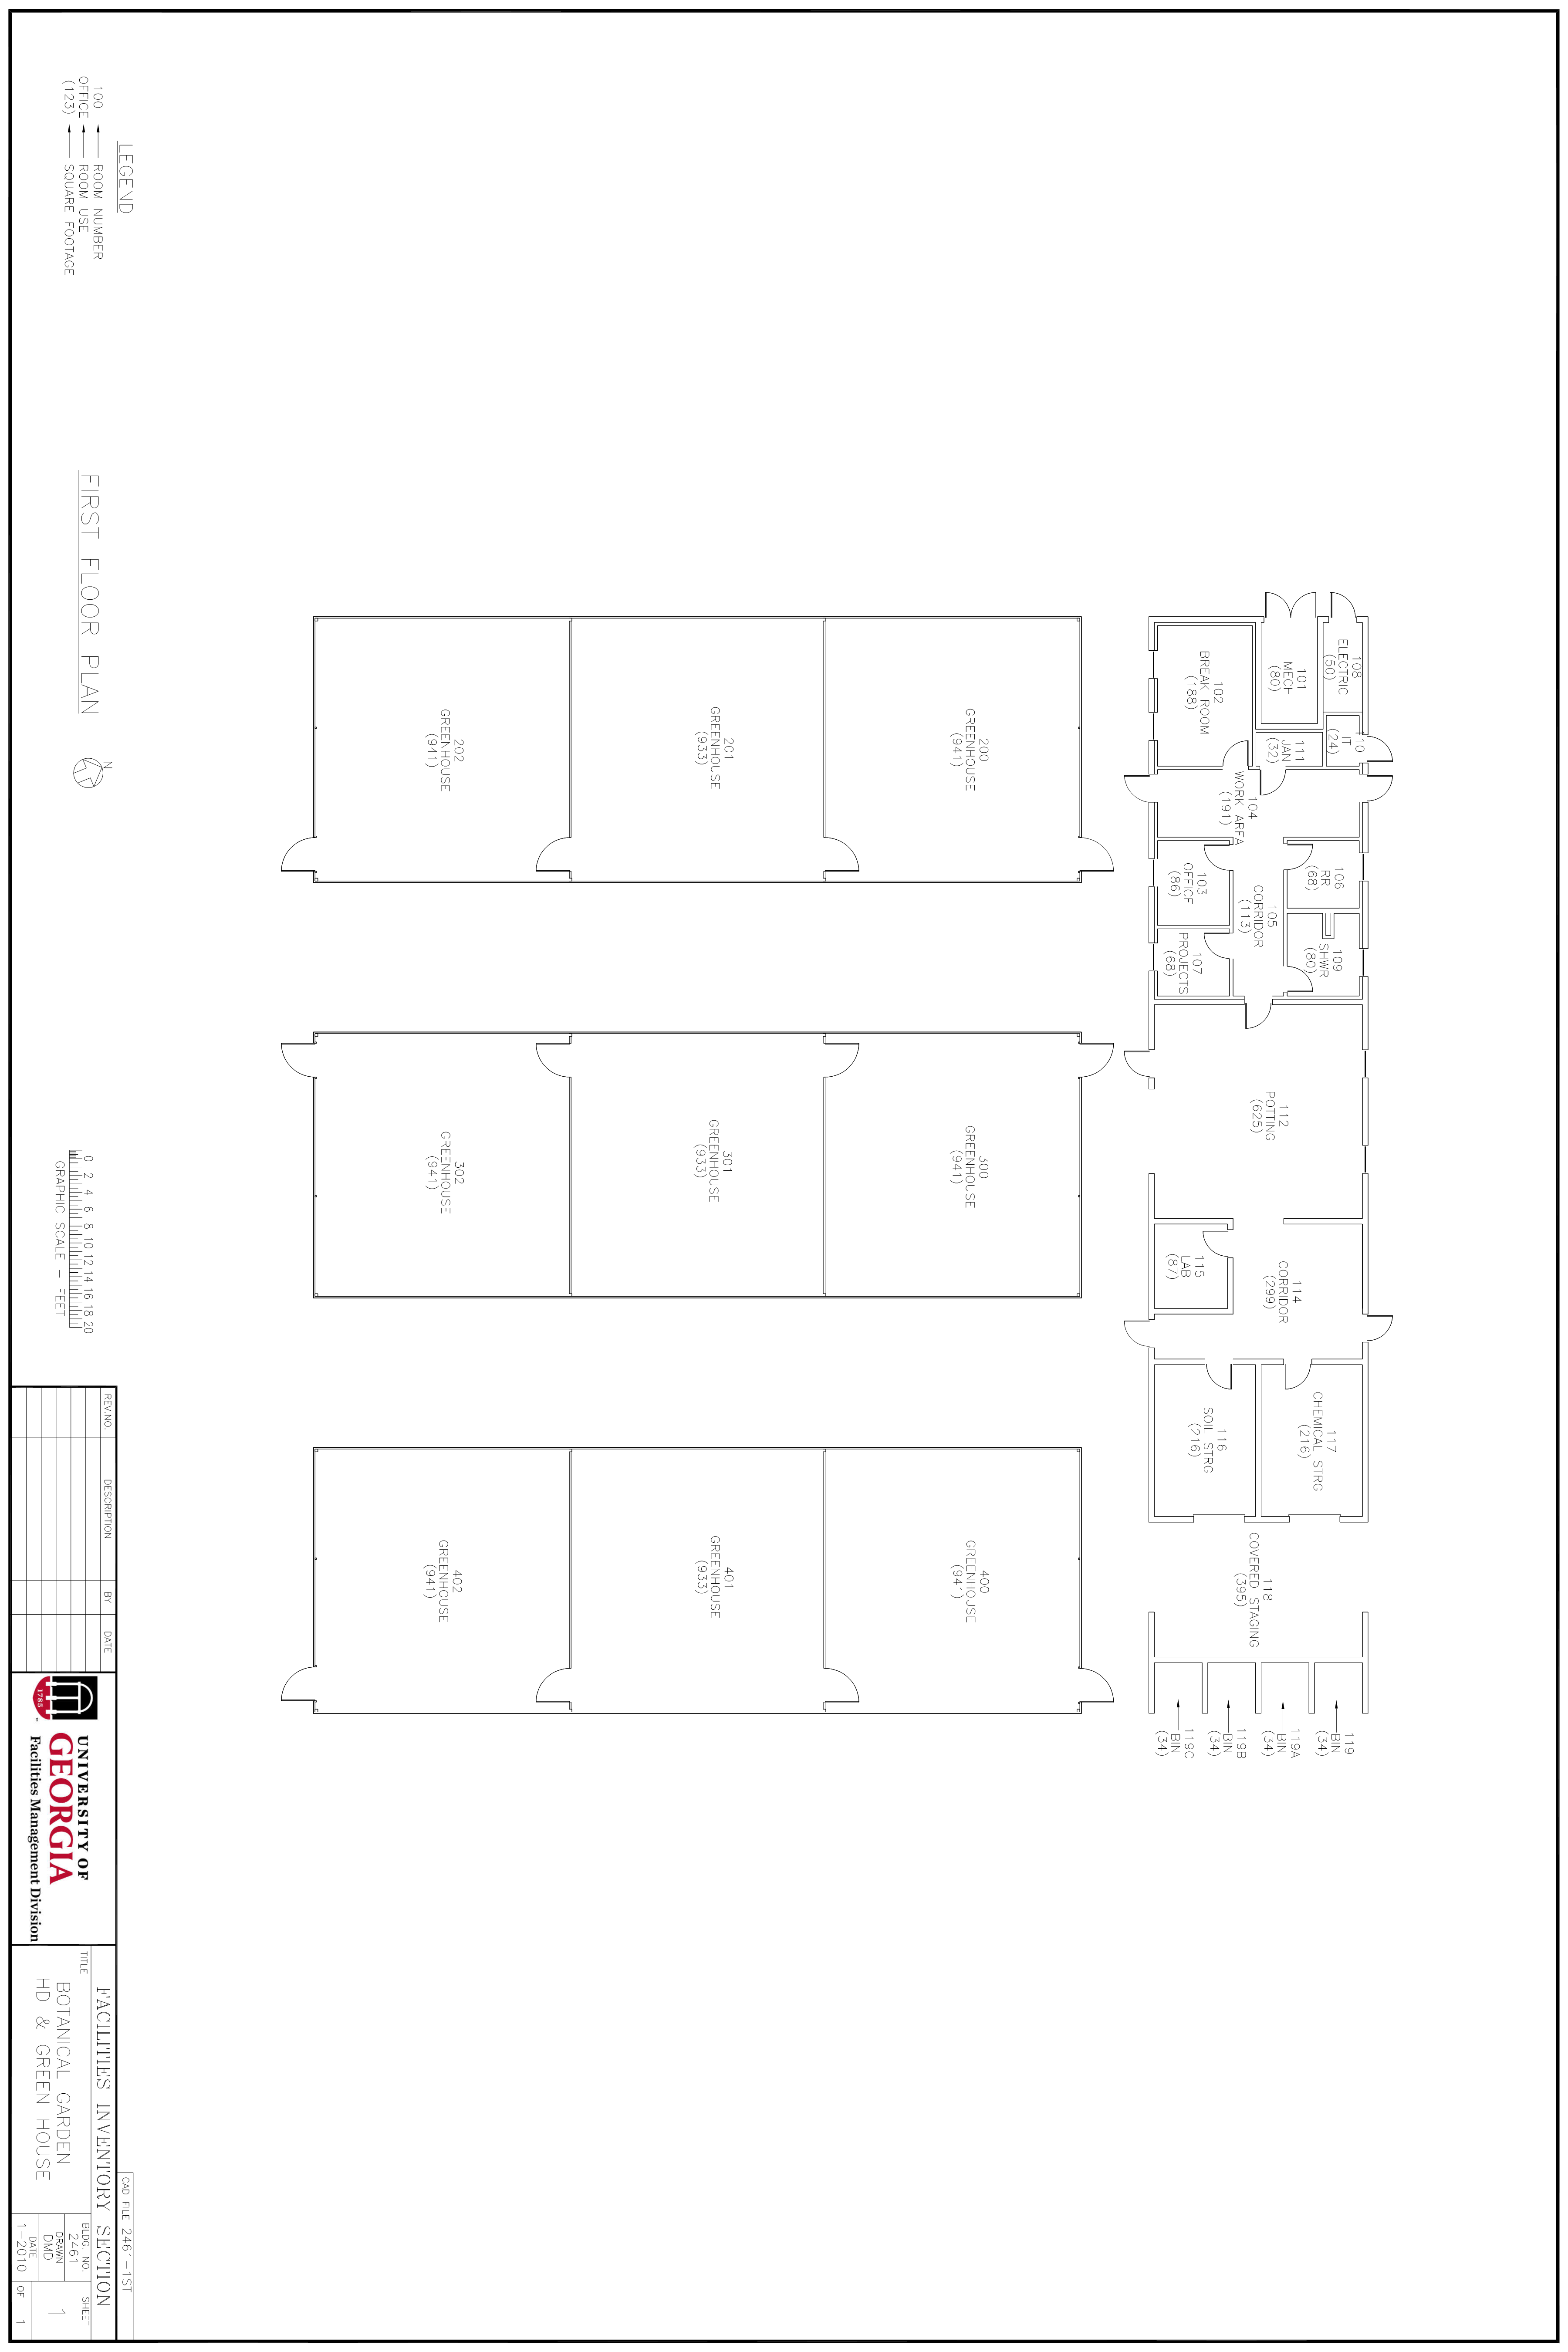 108
ELECTRIC
(50)
110
IT
(24)
101
MECH
(80)
111
JAN
(32)
102
BREAK ROOM
(188)
104
WORK AREA
(191)
106
RR
(68)
109
SHWR
(80)
105
CORRIDOR
(113)
103
OFFICE
(86)
107
PROJECTS
(68)
112
POTTING
(625)
114
CORRIDOR
(299)
115
LAB
(87)
117
CHEMICAL STRG
(216)
116
SOIL STRG
(216)
118
COVERED STAGING
(395)
119
BIN
(34)
119A
BIN
(34)
119B
BIN
(34)
119C
BIN
(34)
200
GREENHOUSE
(941)
300
GREENHOUSE
(941)
400
GREENHOUSE
(941)
201
GREENHOUSE
(933)
301
GREENHOUSE
(933)
401
GREENHOUSE
(933)
202
GREENHOUSE
(941)
302
GREENHOUSE
(941)
402
GREENHOUSE
(941)
LEGEND
100 ROOM NUMBER
OFFICE ROOM USE
(123) SQUARE FOOTAGE
FIRST FLOOR PLAN
N
0 2 4 6 8 10 12 14 16 18 20
GRAPHIC SCALE - FEET
REV.NO. DESCRIPTION BY DATE
1785
UNIVERSITY OF
GEORGIA
Facilities Management Division
CAD FILE 2461-1ST
FACILITIES INVENTORY SECTION
TITLE
BOTANICAL GARDEN
HD & GREEN HOUSE
BLDG. NO.
2461
DRAWN
DMD
DATE
1-2010
SHEET
1
OF 1